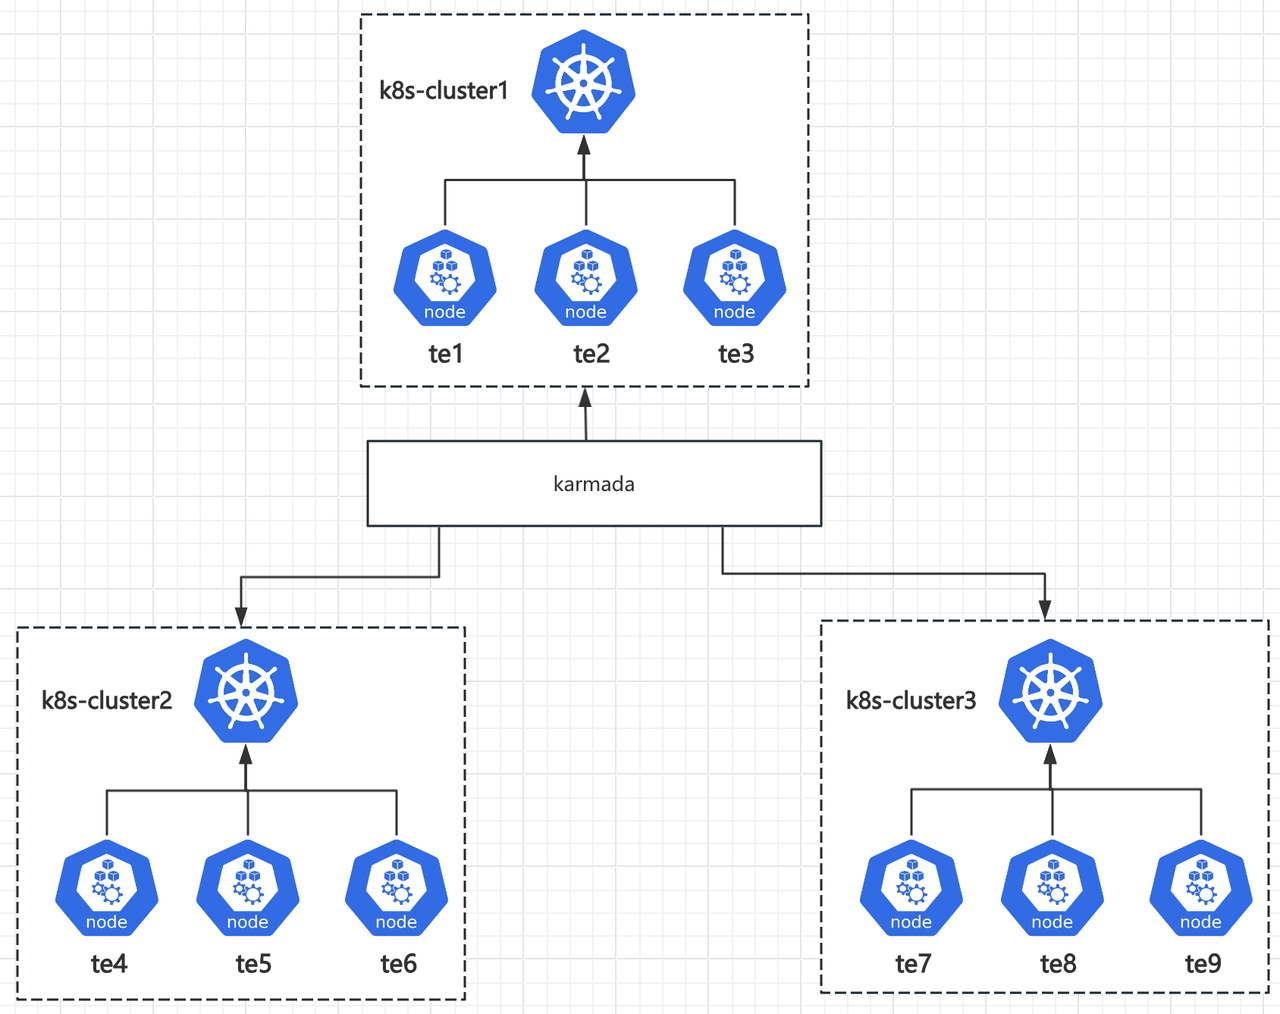 k8s-cluster1
node node node
te1 te2 te3
karmada
k8s-cluster2
node node node
te4 te5 te6
k8s-cluster3
node node node
te7 te8 te9